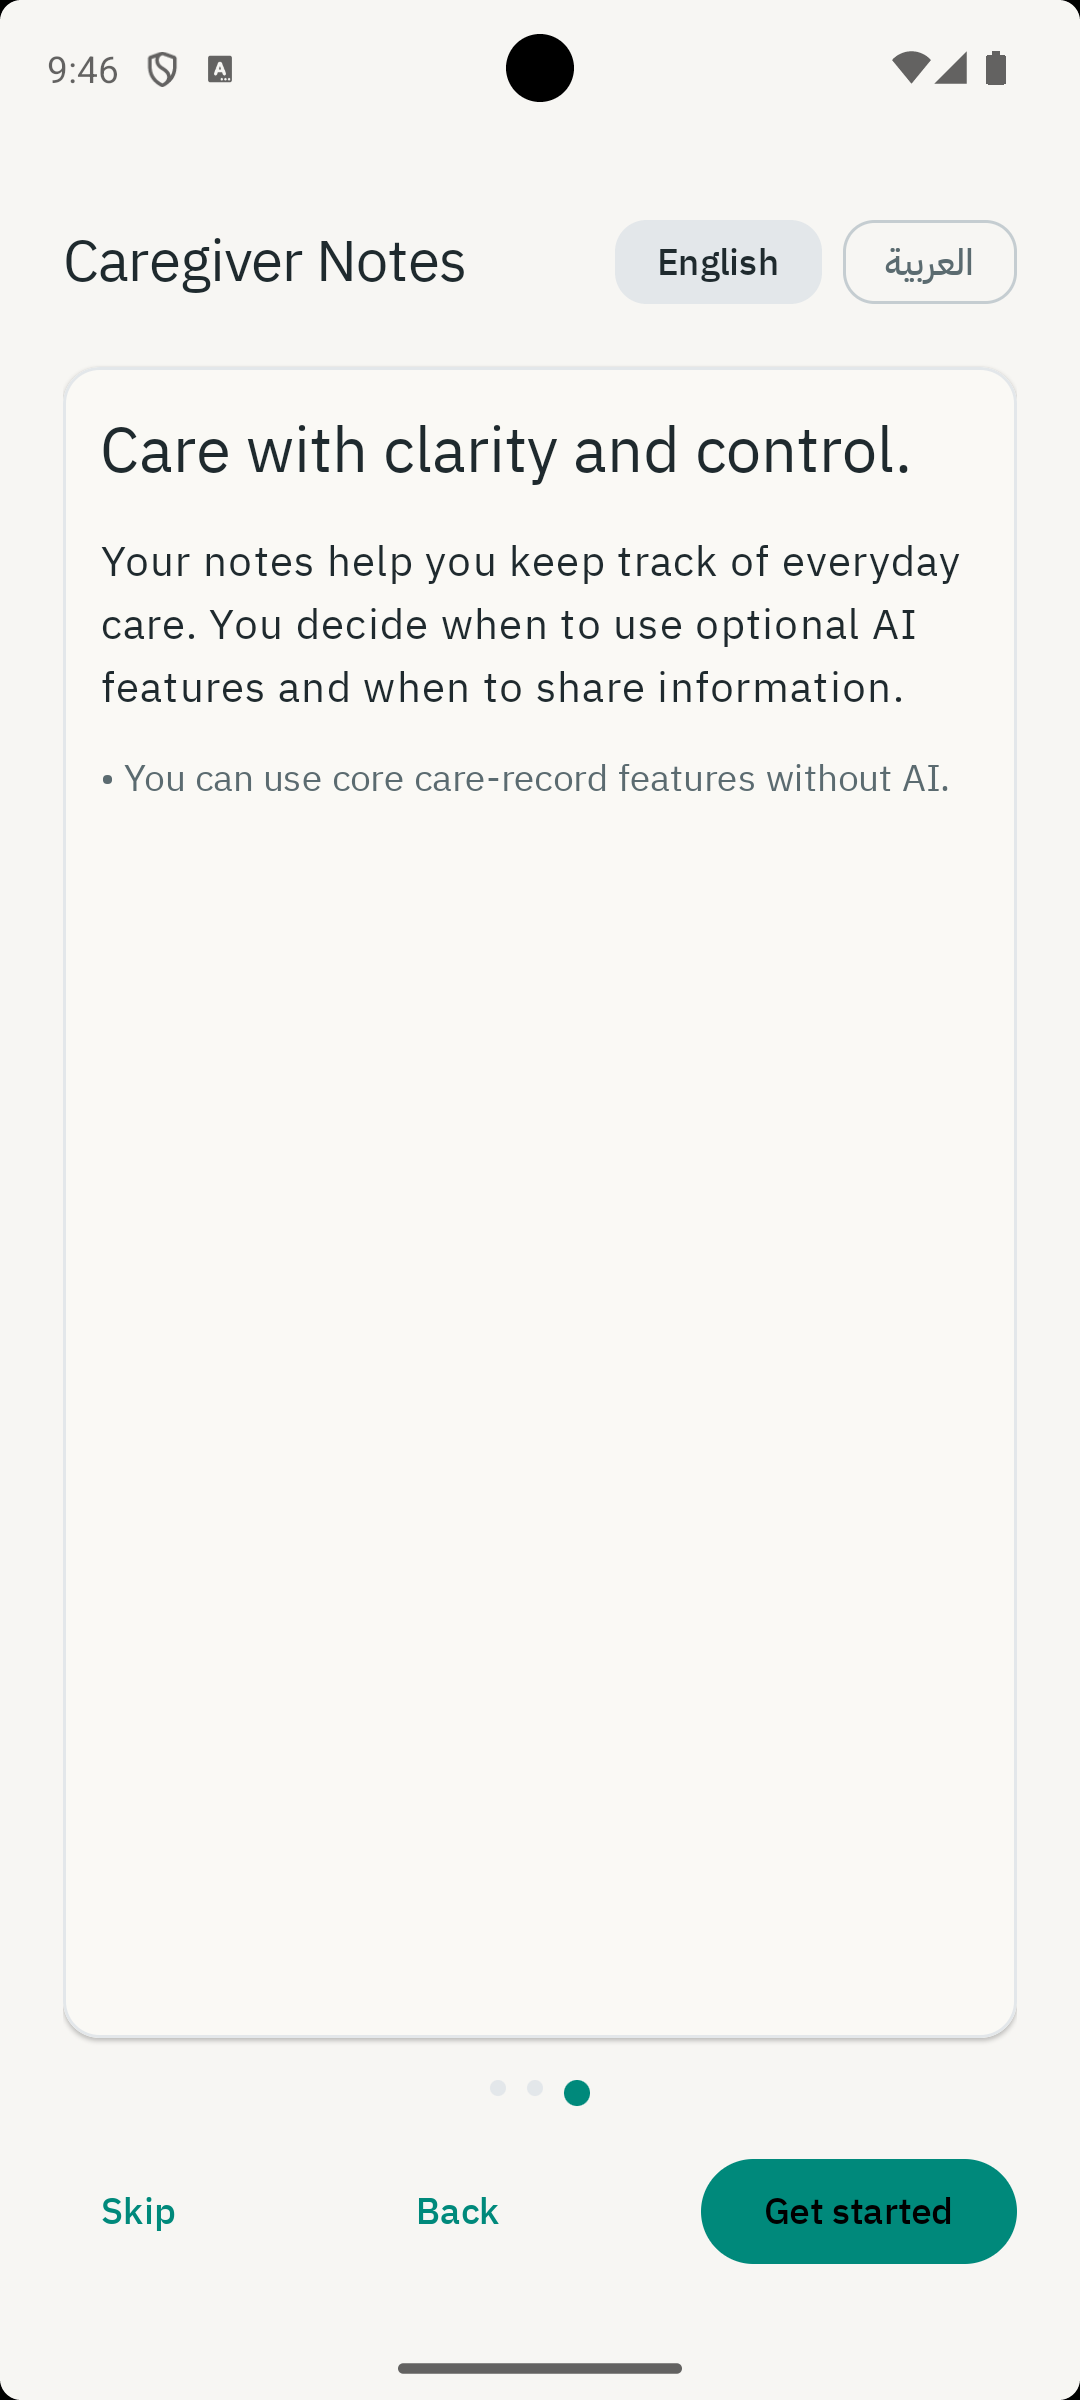 9:46
Caregiver Notes
English
العربية
Care with clarity and control.
Your notes help you keep track of everyday
care. You decide when to use optional AI
features and when to share information.
• You can use core care-record features without AI.
Skip
Back
Get started